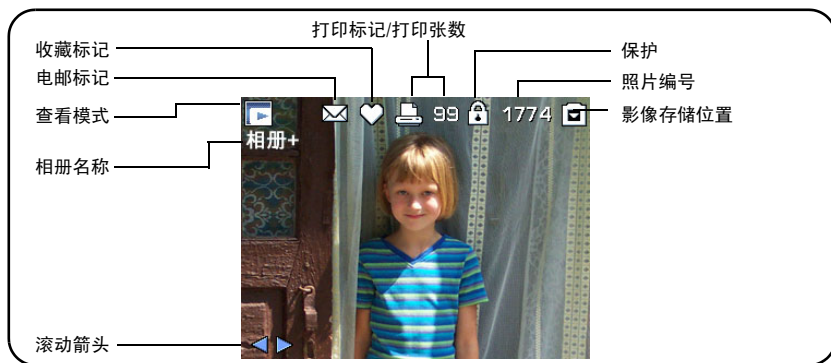 打印标记/打印张数
收藏标记
保护
电邮标记
照片编号
查看模式
99
1774
影像存储位置
相册+
相册名称
滚动箭头